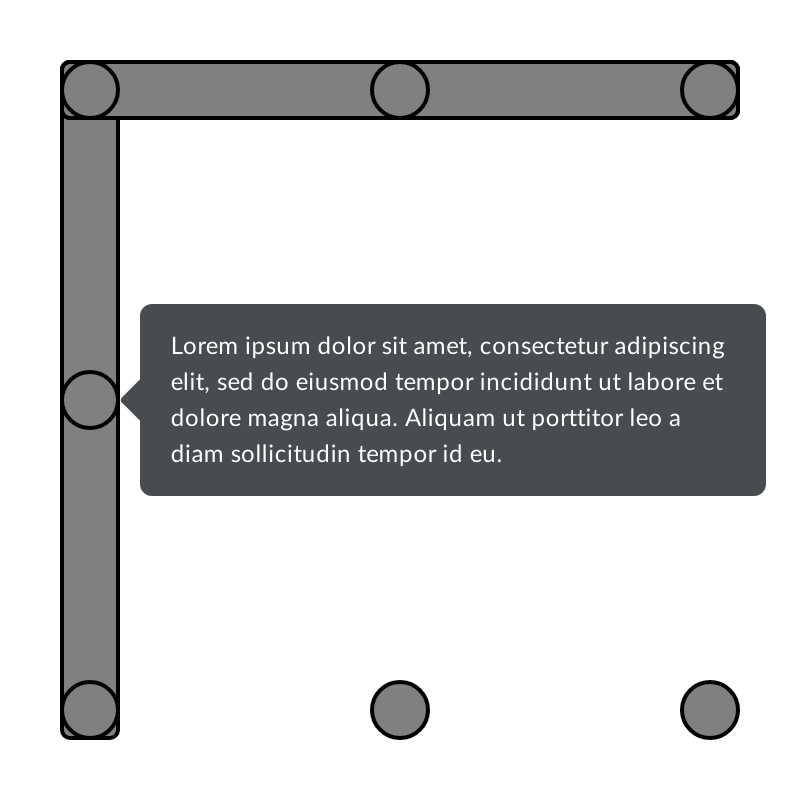 Lorem ipsum dolor sit amet, consectetur adipiscing
elit, sed do eiusmod tempor incididunt ut labore et
dolore magna aliqua. Aliquam ut porttitor leo a
diam sollicitudin tempor id eu.